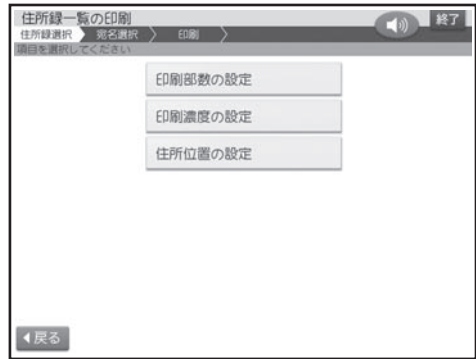 住所録一覧の印刷
終了
住所録選択 宛名選択 印刷
項目を選択してください
印刷部数の設定
印刷濃度の設定
住所位置の設定
戻る